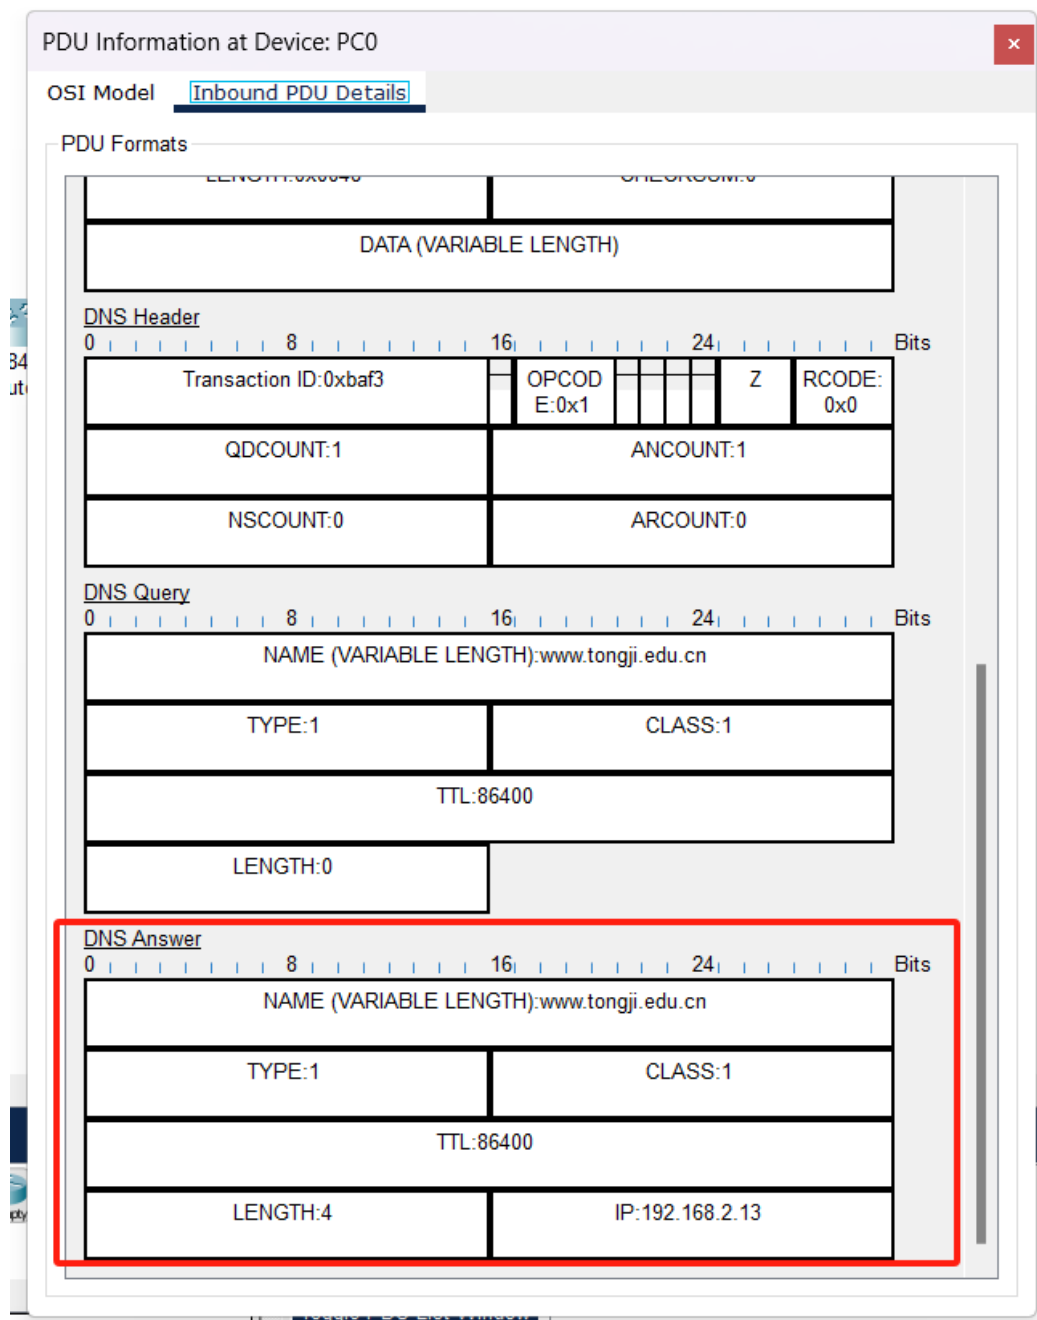 PDU Information at Device: PC0
×
OSI Model Inbound PDU Details
PDU Formats
DATA (VARIABLE LENGTH)
DNS Header
0 8 16 24 Bits
Transaction ID:0xbaf3 OPCOD Z RCODE:
E:0x1 0x0
QDCOUNT:1 ANCOUNT:1
NSCOUNT:0 ARCOUNT:0
DNS Query
0 8 16 24 Bits
NAME (VARIABLE LENGTH):www.tongji.edu.cn
TYPE:1 CLASS:1
TTL:86400
LENGTH:0
DNS Answer
0 8 16 24 Bits
NAME (VARIABLE LENGTH):www.tongji.edu.cn
TYPE:1 CLASS:1
TTL:86400
LENGTH:4 IP:192.168.2.13